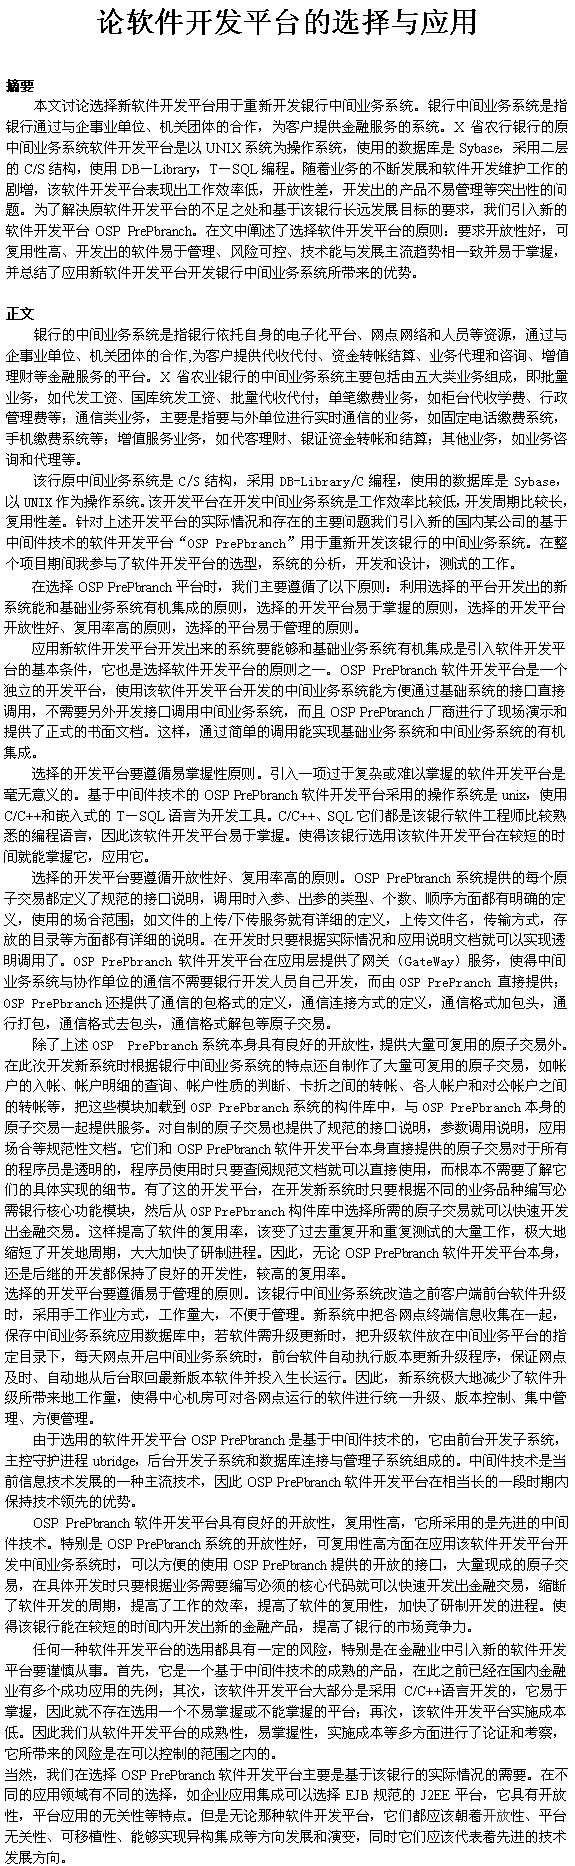 论软件开发平台的选择与应用
摘要
本文讨论选择新软件开发平台用于重新开发银行中间业务系统。银行中间业务系统是指
银行通过与企事业单位、机关团体的合作，为客户提供金融服务的系统。X 省农行银行的原
中间业务系统软件开发平台是以 UNIX 系统为操作系统，使用的数据库是 Sybase，采用二层
的 C/S 结构，使用 DB－Library，T－SQL 编程。随着业务的不断发展和软件开发维护工作的
剧增，该软件开发平台表现出工作效率低，开放性差，开发出的产品不易管理等突出性的问
题。为了解决原软件开发平台的不足之处和基于该银行长远发展目标的要求，我们引入新的
软件开发平台 OSP PrePbranch。在文中阐述了选择软件开发平台的原则：要求开放性好，可
复用性高、开发出的软件易于管理、风险可控、技术能与发展主流趋势相一致并易于掌握，
并总结了应用新软件开发平台开发银行中间业务系统所带来的优势。
正文
银行的中间业务系统是指银行依托自身的电子化平台、网点网络和人员等资源，通过与
企事业单位、机关团体的合作,为客户提供代收代付、资金转帐结算、业务代理和咨询、增值
理财等金融服务的平台。X 省农业银行的中间业务系统主要包括由五大类业务组成，即批量
业务，如代发工资、国库统发工资、批量代收代付；单笔缴费业务，如柜台代收学费、行政
管理费等；通信类业务，主要是指要与外单位进行实时通信的业务，如固定电话缴费系统，
手机缴费系统等；增值服务业务，如代客理财、银证资金转帐和结算；其他业务，如业务咨
询和代理等。
该行原中间业务系统是 C/S 结构，采用 DB-Library/C 编程，使用的数据库是 Sybase，
以 UNIX 作为操作系统。该开发平台在开发中间业务系统是工作效率比较低，开发周期比较长，
复用性差。针对上述开发平台的实际情况和存在的主要问题我们引入新的国内某公司的基于
中间件技术的软件开发平台“OSP PrePbranch”用于重新开发该银行的中间业务系统。在整
个项目期间我参与了软件开发平台的选型，系统的分析，开发和设计，测试的工作。
在选择 OSP PrePbranch 平台时，我们主要遵循了以下原则：利用选择的平台开发出的新
系统能和基础业务系统有机集成的原则，选择的开发平台易于掌握的原则，选择的开发平台
开放性好、复用率高的原则，选择的平台易于管理的原则。
应用新软件开发平台开发出来的系统要能够和基础业务系统有机集成是引入软件开发平
台的基本条件，它也是选择软件开发平台的原则之一。OSP PrePbranch 软件开发平台是一个
独立的开发平台，使用该软件开发平台开发的中间业务系统能方便通过基础系统的接口直接
调用，不需要另外开发接口调用中间业务系统，而且 OSP PrePbranch 厂商进行了现场演示和
提供了正式的书面文档。这样，通过简单的调用能实现基础业务系统和中间业务系统的有机
集成。
选择的开发平台要遵循易掌握性原则。引入一项过于复杂或难以掌握的软件开发平台是
毫无意义的。基于中间件技术的 OSP PrePbranch 软件开发平台采用的操作系统是 unix，使用
C/C++和嵌入式的 T－SQL 语言为开发工具。C/C++、SQL 它们都是该银行软件工程师比较熟
悉的编程语言，因此该软件开发平台易于掌握。使得该银行选用该软件开发平台在较短的时
间就能掌握它，应用它。
选择的开发平台要遵循开放性好、复用率高的原则。OSP PrePbranch 系统提供的每个原
子交易都定义了规范的接口说明，调用时入参、出参的类型、个数、顺序方面都有明确的定
义，使用的场合范围；如文件的上传/下传服务就有详细的定义，上传文件名，传输方式，存
放的目录等方面都有详细的说明。在开发时只要根据实际情况和应用说明文档就可以实现透
明调用了。OSP PrePbranch 软件开发平台在应用层提供了网关（GateWay）服务，使得中间
业务系统与协作单位的通信不需要银行开发人员自己开发，而由 OSP PrePranch 直接提供；
OSP PrePbranch 还提供了通信的包格式的定义，通信连接方式的定义，通信格式加包头，通
行打包，通信格式去包头，通信格式解包等原子交易。
除了上述 OSP PrePbranch 系统本身具有良好的开放性，提供大量可复用的原子交易外。
在此次开发新系统时根据银行中间业务系统的特点还自制作了大量可复用的原子交易，如帐
户的入帐、帐户明细的查询、帐户性质的判断、卡折之间的转帐、各人帐户和对公帐户之间
的转帐等，把这些模块加载到 OSP PrePbranch 系统的构件库中，与 OSP PrePbranch 本身的
原子交易一起提供服务。对自制的原子交易也提供了规范的接口说明，参数调用说明，应用
场合等规范性文档。它们和 OSP PrePbranch 软件开发平台本身直接提供的原子交易对于所有
的程序员是透明的，程序员使用时只要查阅规范文档就可以直接使用，而根本不需要了解它
们的具体实现的细节。有了这的开发平台，在开发新系统时只要根据不同的业务品种编写必
需银行核心功能模块，然后从 OSP PrePbranch 构件库中选择所需的原子交易就可以快速开发
出金融交易。这样提高了软件的复用率，该变了过去重复开和重复测试的大量工作，极大地
缩短了开发地周期，大大加快了研制进程。因此，无论 OSP PrePbranch 软件开发平台本身，
还是后继的开发都保持了良好的开发性，较高的复用率。
选择的开发平台要遵循易于管理的原则。该银行中间业务系统改造之前客户端前台软件升级
时，采用手工作业方式，工作量大，不便于管理。新系统中把各网点终端信息收集在一起，
保存中间业务系统应用数据库中；若软件需升级更新时，把升级软件放在中间业务平台的指
定目录下，每天网点开启中间业务系统时，前台软件自动执行版本更新升级程序，保证网点
及时、自动地从后台取回最新版本软件并投入生长运行。因此，新系统极大地减少了软件升
级所带来地工作量，使得中心机房可对各网点运行的软件进行统一升级、版本控制、集中管
理、方便管理。
由于选用的软件开发平台 OSP PrePbranch 是基于中间件技术的，它由前台开发子系统，
主控守护进程 ubridge，后台开发子系统和数据库连接与管理子系统组成的。中间件技术是当
前信息技术发展的一种主流技术，因此 OSP PrePbranch 软件开发平台在相当长的一段时期内
保持技术领先的优势。
OSP PrePbranch 软件开发平台具有良好的开放性，复用性高，它所采用的是先进的中间
件技术。特别是 OSP PrePbranch 系统的开放性好，可复用性高方面在应用该软件开发平台开
发中间业务系统时，可以方便的使用 OSP PrePbranch 提供的开放的接口，大量现成的原子交
易，在具体开发时只要根据业务需要编写必须的核心代码就可以快速开发出金融交易，缩断
了软件开发的周期，提高了工作的效率，提高了软件的复用性，加快了研制开发的进程。使
得该银行能在较短的时间内开发出新的金融产品，提高了银行的市场竞争力。
任何一种软件开发平台的选用都具有一定的风险，特别是在金融业中引入新的软件开发
平台要谨慎从事。首先，它是一个基于中间件技术的成熟的产品，在此之前已经在国内金融
业有多个成功应用的先例；其次，该软件开发平台大部分是采用 C/C++语言开发的，它易于
掌握，因此就不存在选用一个不易掌握或不能掌握的平台；再次，该软件开发平台实施成本
低。因此我们从软件开发平台的成熟性，易掌握性，实施成本等多方面进行了论证和考察，
它所带来的风险是在可以控制的范围之内的。
当然，我们在选择 OSP PrePbranch 软件开发平台主要是基于该银行的实际情况的需要。在不
同的应用领域有不同的选择，如企业应用集成可以选择 EJB 规范的 J2EE 平台，它具有开放
性，平台应用的无关性等特点。但是无论那种软件开发平台，它们都应该朝着开放性、平台
无关性、可移植性、能够实现异构集成等方向发展和演变，同时它们应该代表着先进的技术
发展方向。